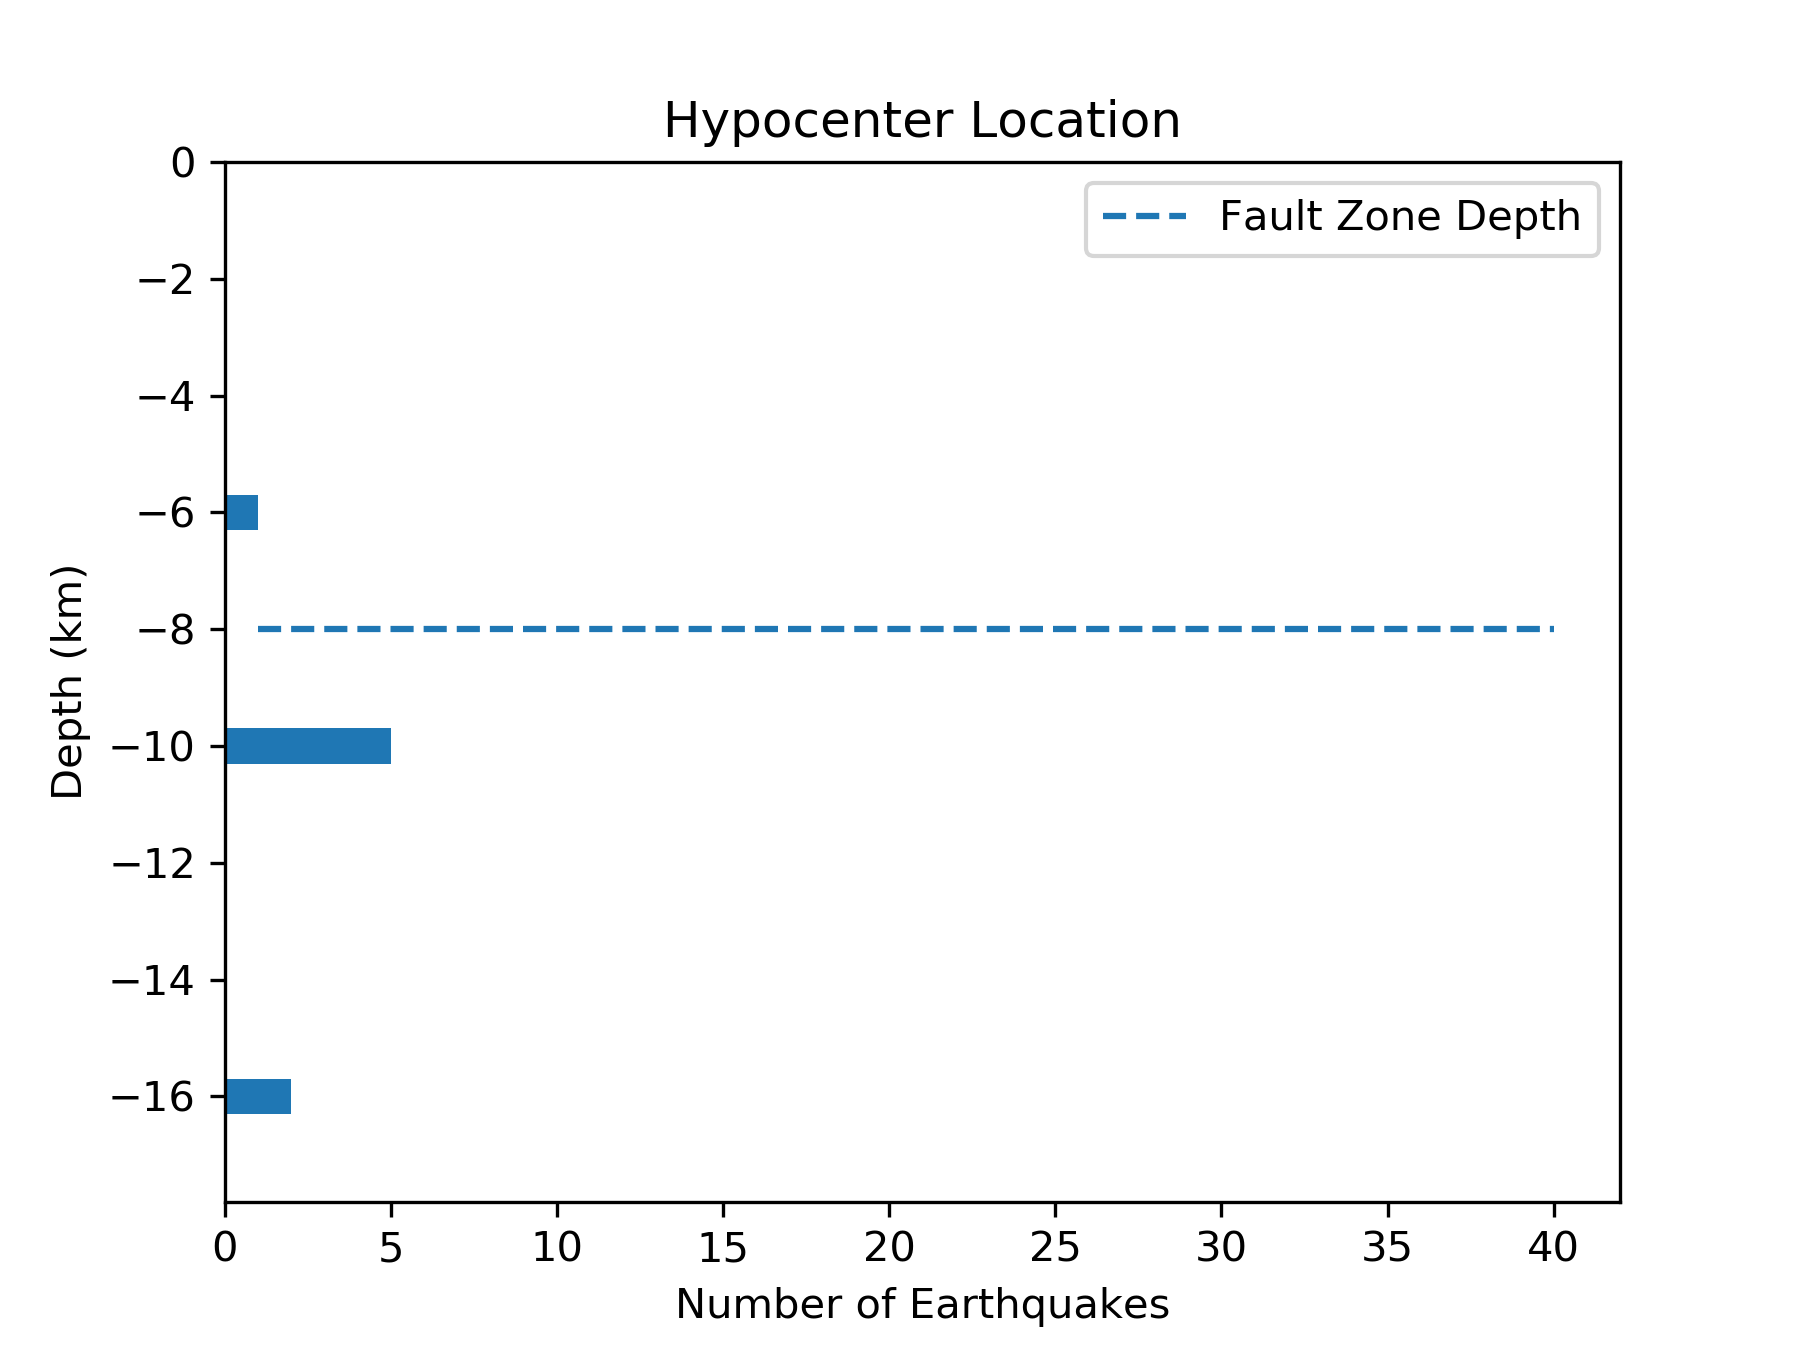 Hypocenter Location
Fault Zone Depth
0
−2
−4
−6
−8
−10
−12
−14
−16
Depth (km)
0 5 10 15 20 25 30 35 40
Number of Earthquakes